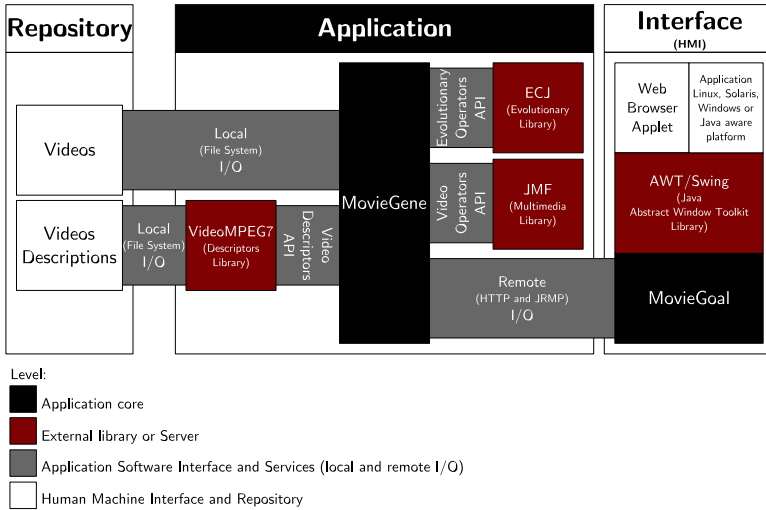 Repository
Application
Interface
(HMI)
Videos
Local
(File System)
I/O
MovieGene
Evolutionary
Operators
API
ECJ
(Evolutionary
Library)
Web
Browser
Applet
Application
Linux, Solaris,
Windows or
Java aware
platform
Videos
Descriptions
Local
(File System)
I/O
VideoMPEG7
(Descriptors
Library)
Video
Descriptors
API
Video
Operators
API
JMF
(Multimedia
Library)
AWT/Swing
(Java
Abstract Window Toolkit
Library)
Remote
(HTTP and JRMP)
I/O
MovieGoal
Level:
Application core
External library or Server
Application Software Interface and Services (local and remote I/O)
Human Machine Interface and Repository